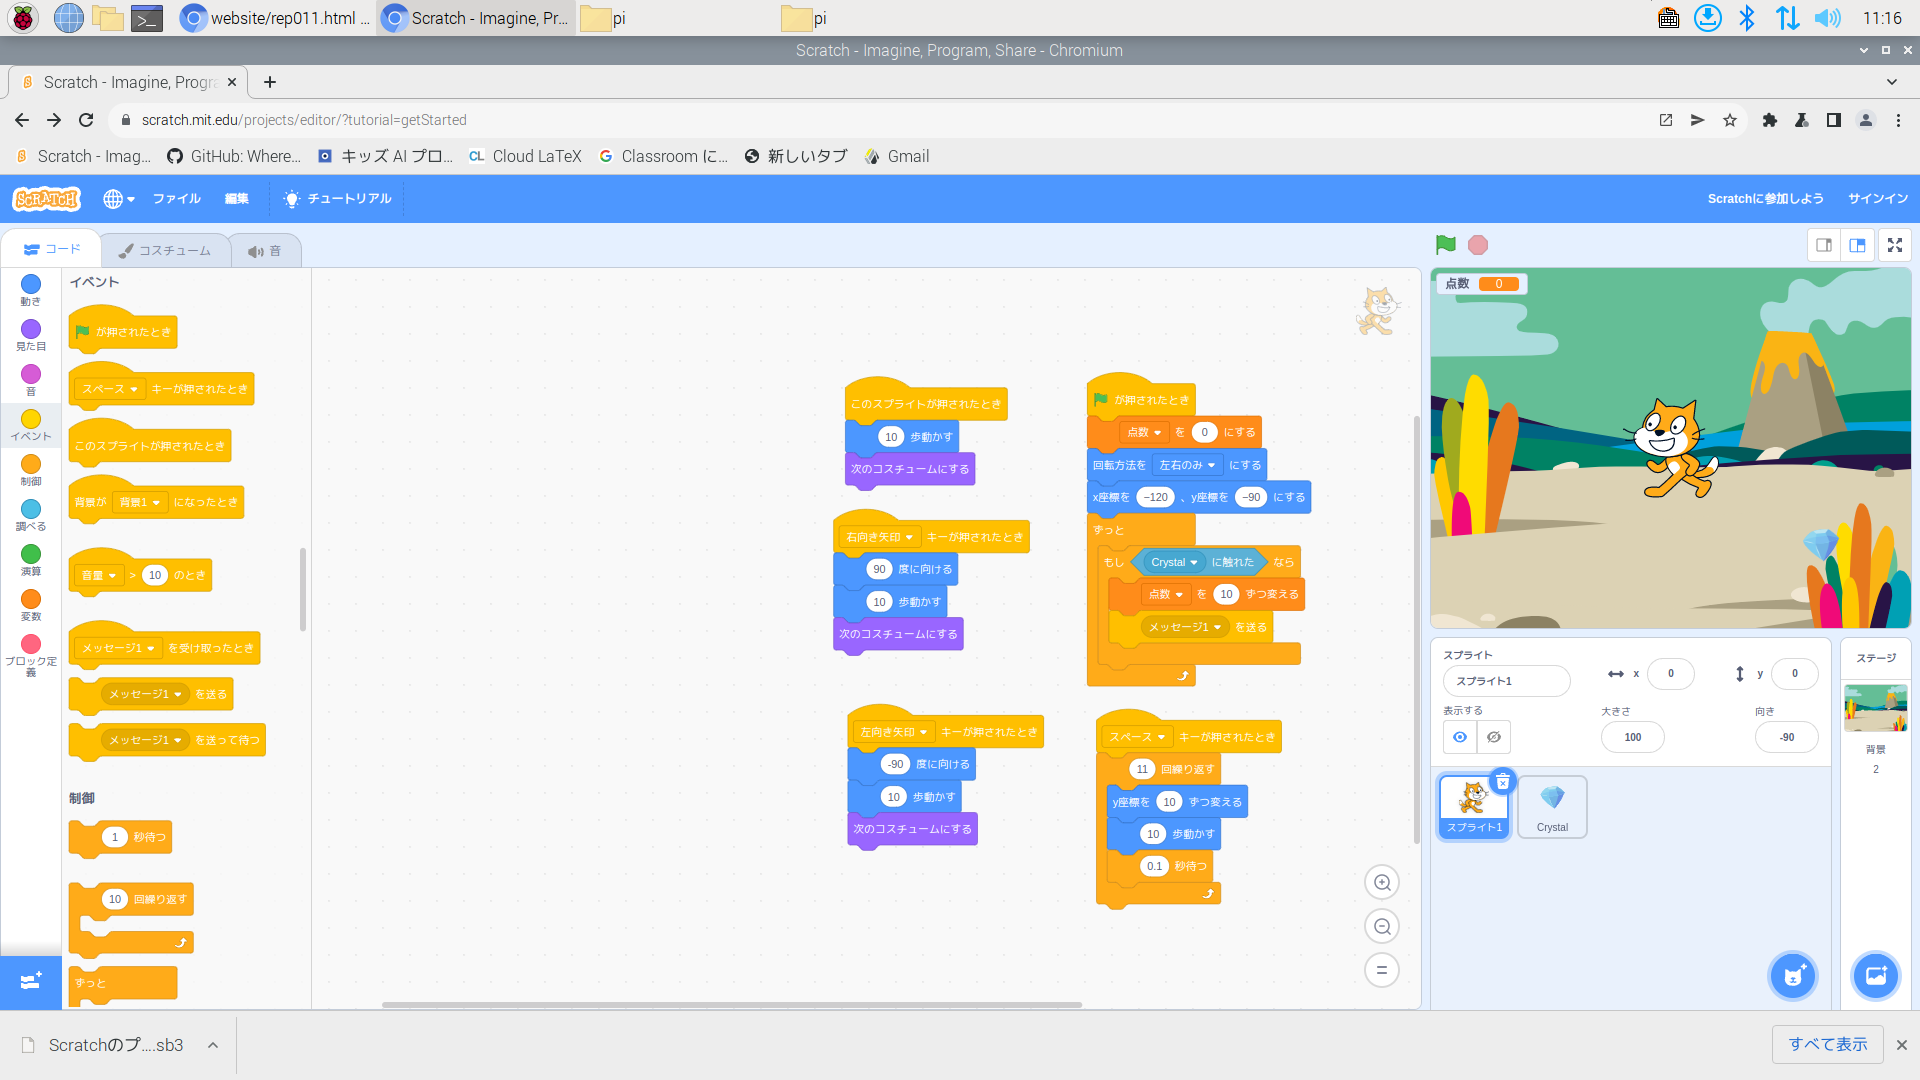 website/rep011.html ...
Scratch - Imagine, Pr...
pi
pi
11:16
Scratch - Imagine, Program, Share - Chromium
Scratch - Imagine, Progra
scratch.mit.edu/projects/editor/?tutorial=getStarted
Scratch - Imag...
GitHub: Where...
キッズ AI プロ...
CL
Cloud LaTeX
Classroom に...
新しいタブ
Gmail
SCRATCH
ファイル
編集
チュートリアル
Scratchに参加しよう
サインイン
コード
コスチューム
音
動き
見た目
音
イベント
制御
調べる
演算
変数
ブロック定義
イベント
が押されたとき
スペース キーが押されたとき
このスプライトが押されたとき
背景が 背景1 になったとき
音量 > 10 のとき
メッセージ1 を受け取ったとき
メッセージ1 を送る
メッセージ1 を送って待つ
制御
1 秒待つ
10 回繰り返す
ずっと
このスプライトが押されたとき
10 歩動かす
次のコスチュームにする
右向き矢印 キーが押されたとき
90 度に向ける
10 歩動かす
次のコスチュームにする
左向き矢印 キーが押されたとき
-90 度に向ける
10 歩動かす
次のコスチュームにする
が押されたとき
点数 を 0 にする
回転方法を 左右のみ にする
x座標を −120 、y座標を −90 にする
ずっと
もし Crystal に触れた なら
点数 を 10 ずつ変える
メッセージ1 を送る
スペース キーが押されたとき
11 回繰り返す
y座標を 10 ずつ変える
10 歩動かす
0.1 秒待つ
点数 0
スプライト
スプライト1
x 0
y 0
表示する
大きさ
100
向き
-90
スプライト1
Crystal
ステージ
背景
2
Scratchのプ....sb3
すべて表示